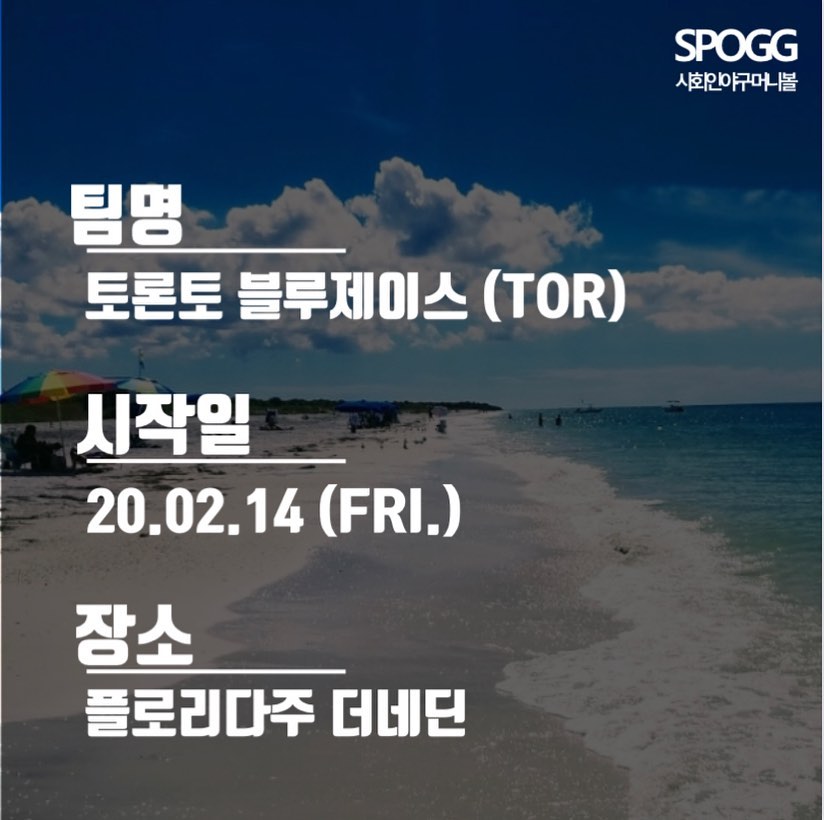 SPOGG
사회인야구머니볼
팀명
토론토 블루제이스 (TOR)
시작일
20.02.14 (FRI.)
장소
플로리다주 더네딘